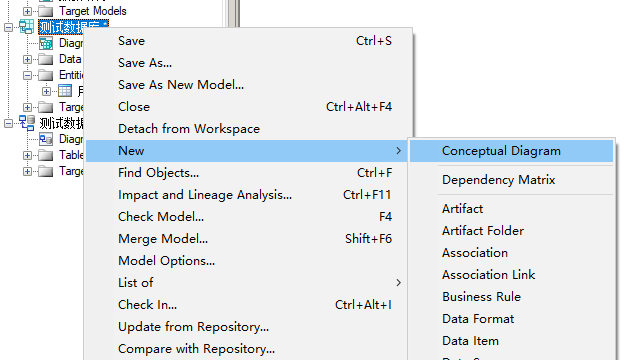 Target Models
测试数据库 *
Diagr
Data
Entitie
Targe
测试数据
Diagr
Table
Targe
Save Ctrl+S
Save As...
Save As New Model...
Close Ctrl+Alt+F4
Detach from Workspace
New
Find Objects... Ctrl+F
Impact and Lineage Analysis... Ctrl+F11
Check Model... F4
Merge Model... Shift+F6
Model Options...
List of
Check In... Ctrl+Alt+I
Update from Repository...
Compare with Repository...
Conceptual Diagram
Dependency Matrix
Artifact
Artifact Folder
Association
Association Link
Business Rule
Data Format
Data Item